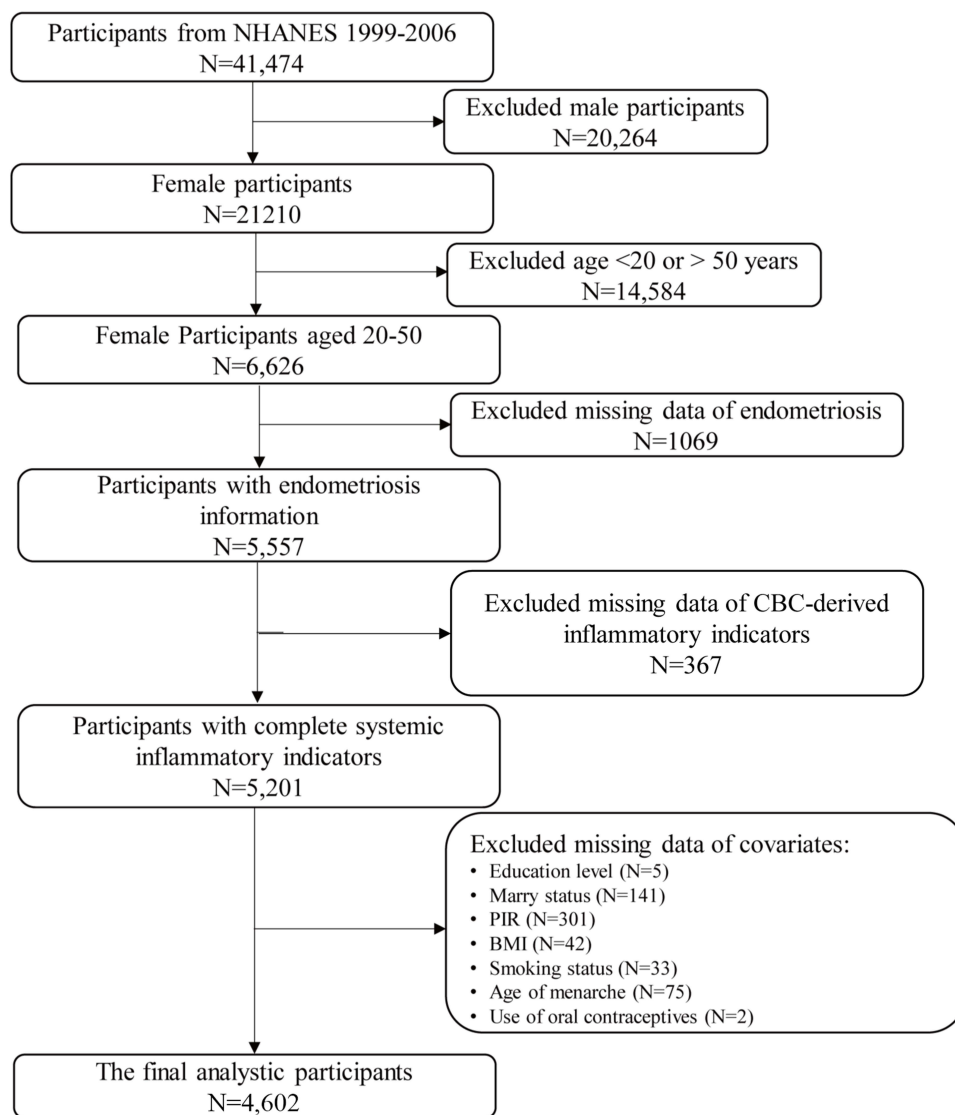 Participants from NHANES 1999-2006
N=41,474
Excluded male participants
N=20,264
Female participants
N=21210
Excluded age <20 or > 50 years
N=14,584
Female Participants aged 20-50
N=6,626
Excluded missing data of endometriosis
N=1069
Participants with endometriosis
information
N=5,557
Excluded missing data of CBC-derived
inflammatory indicators
N=367
Participants with complete systemic
inflammatory indicators
N=5,201
Excluded missing data of covariates:
• Education level (N=5)
• Marry status (N=141)
• PIR (N=301)
• BMI (N=42)
• Smoking status (N=33)
• Age of menarche (N=75)
• Use of oral contraceptives (N=2)
The final analystic participants
N=4,602